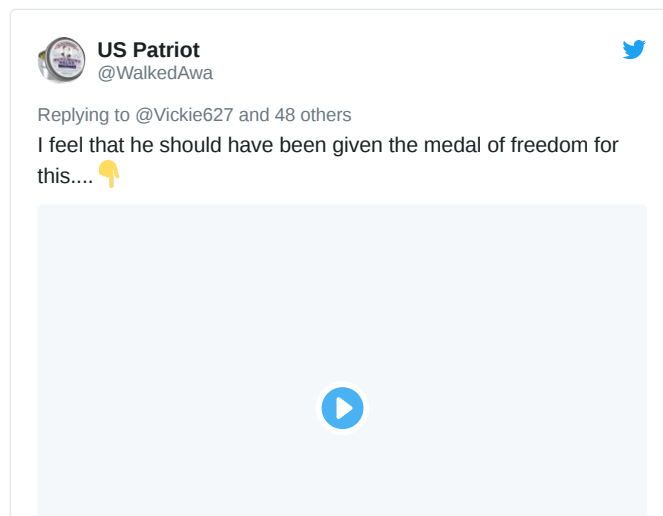 US Patriot
@WalkedAwa
Replying to @Vickie627 and 48 others
I feel that he should have been given the medal of freedom for
this.... 👇